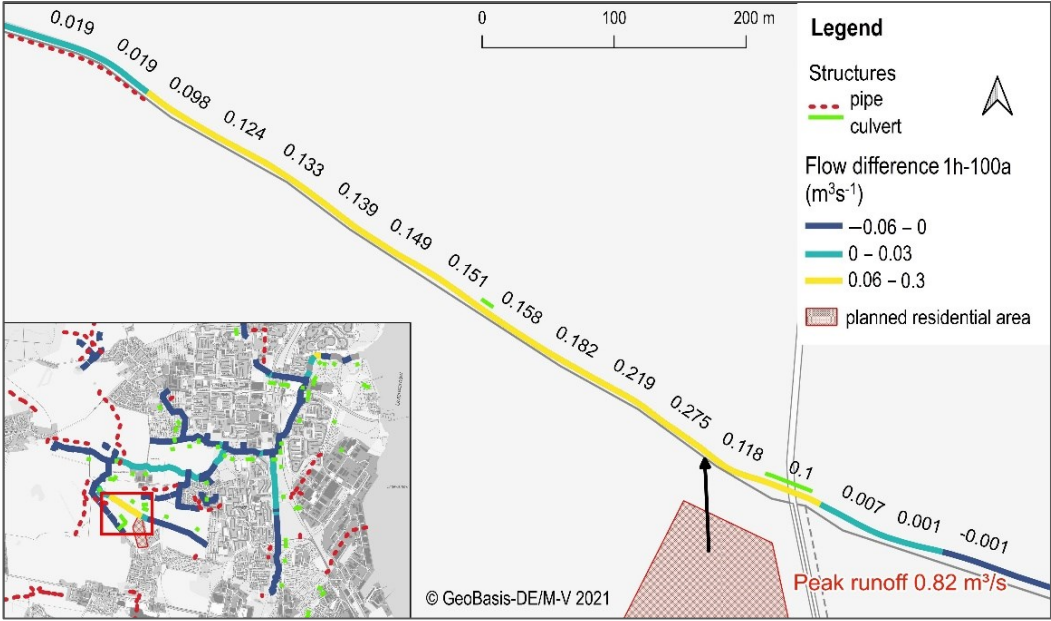 0.019
0.019
0.098
0.124
0.133
0.139
0.149
0.151
0.158
0.182
0.219
0.275
0.118
0.1
0.007
0.001
-0.001
0 100 200 m
Legend
Structures
pipe
culvert
Flow difference 1h-100a
(m³s⁻¹)
−0.06 – 0
0 – 0.03
0.06 – 0.3
planned residential area
Peak runoff 0.82 m³/s
© GeoBasis-DE/M-V 2021